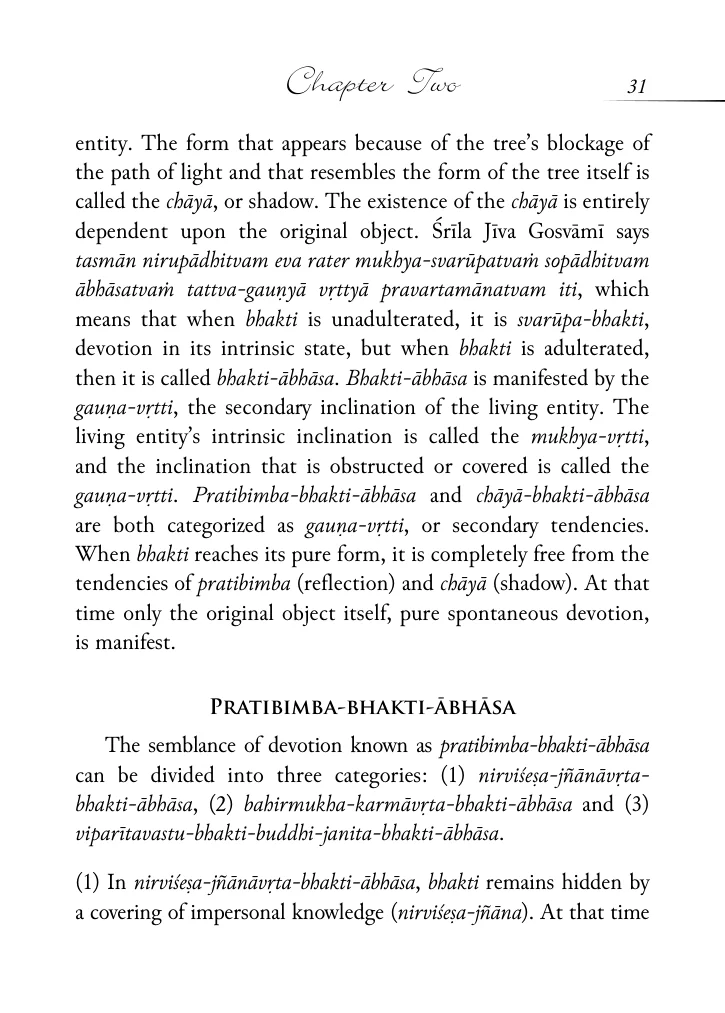 Chapter Two
31
entity. The form that appears because of the tree’s blockage of
the path of light and that resembles the form of the tree itself is
called the chāyā, or shadow. The existence of the chāyā is entirely
dependent upon the original object. Śrīla Jīva Gosvāmī says
tasmān nirupādhitvam eva rater mukhya-svarūpatvaṁ sopādhitvam
ābhāsatvaṁ tattva-gauṇyā vṛttyā pravartamānatvam iti, which
means that when bhakti is unadulterated, it is svarūpa-bhakti,
devotion in its intrinsic state, but when bhakti is adulterated,
then it is called bhakti-ābhāsa. Bhakti-ābhāsa is manifested by the
gauṇa-vṛtti, the secondary inclination of the living entity. The
living entity’s intrinsic inclination is called the mukhya-vṛtti,
and the inclination that is obstructed or covered is called the
gauṇa-vṛtti. Pratibimba-bhakti-ābhāsa and chāyā-bhakti-ābhāsa
are both categorized as gauṇa-vṛtti, or secondary tendencies.
When bhakti reaches its pure form, it is completely free from the
tendencies of pratibimba (reflection) and chāyā (shadow). At that
time only the original object itself, pure spontaneous devotion,
is manifest.
Pratibimba-bhakti-ābhāsa
The semblance of devotion known as pratibimba-bhakti-ābhāsa
can be divided into three categories: (1) nirviśeṣa-jñānāvṛta-
bhakti-ābhāsa, (2) bahirmukha-karmāvṛta-bhakti-ābhāsa and (3)
viparītavastu-bhakti-buddhi-janita-bhakti-ābhāsa.
(1) In nirviśeṣa-jñānāvṛta-bhakti-ābhāsa, bhakti remains hidden by
a covering of impersonal knowledge (nirviśeṣa-jñāna). At that time